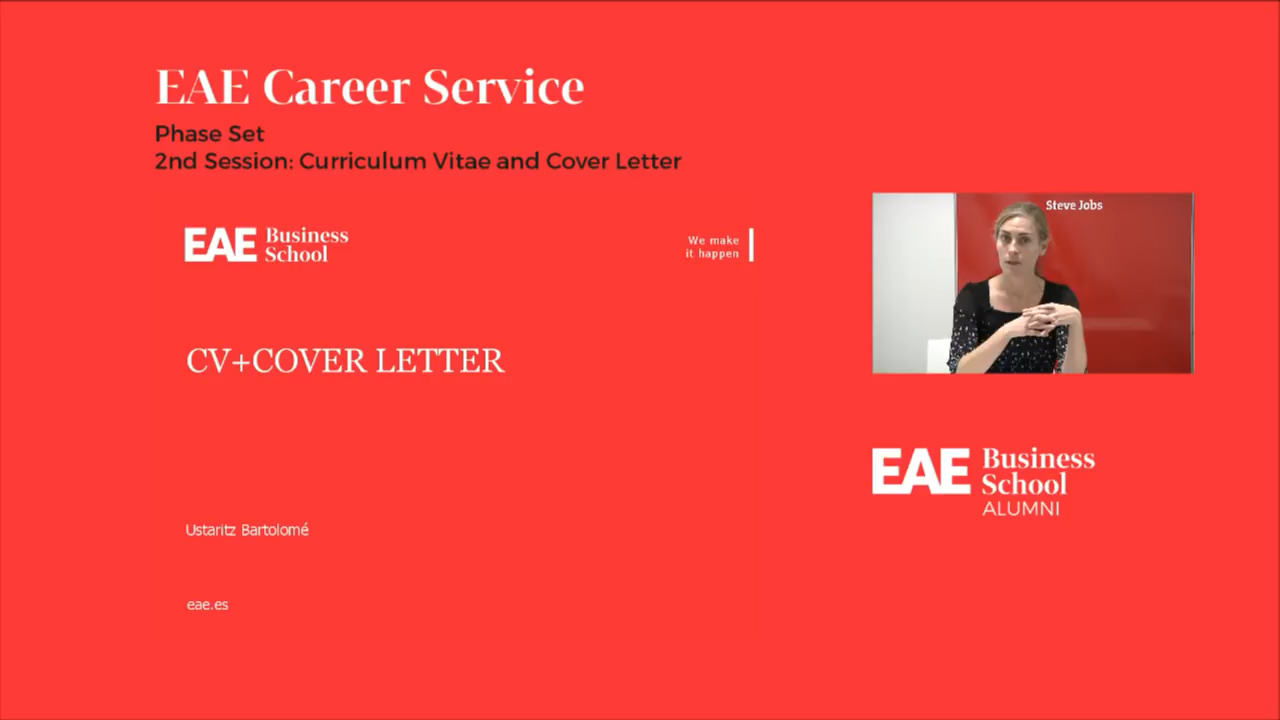 EAE Career Service
Phase Set
2nd Session: Curriculum Vitae and Cover Letter
EAE Business School
We make
it happen
CV+COVER LETTER
Ustaritz Bartolomé
eae.es
Steve Jobs
EAE Business School
ALUMNI